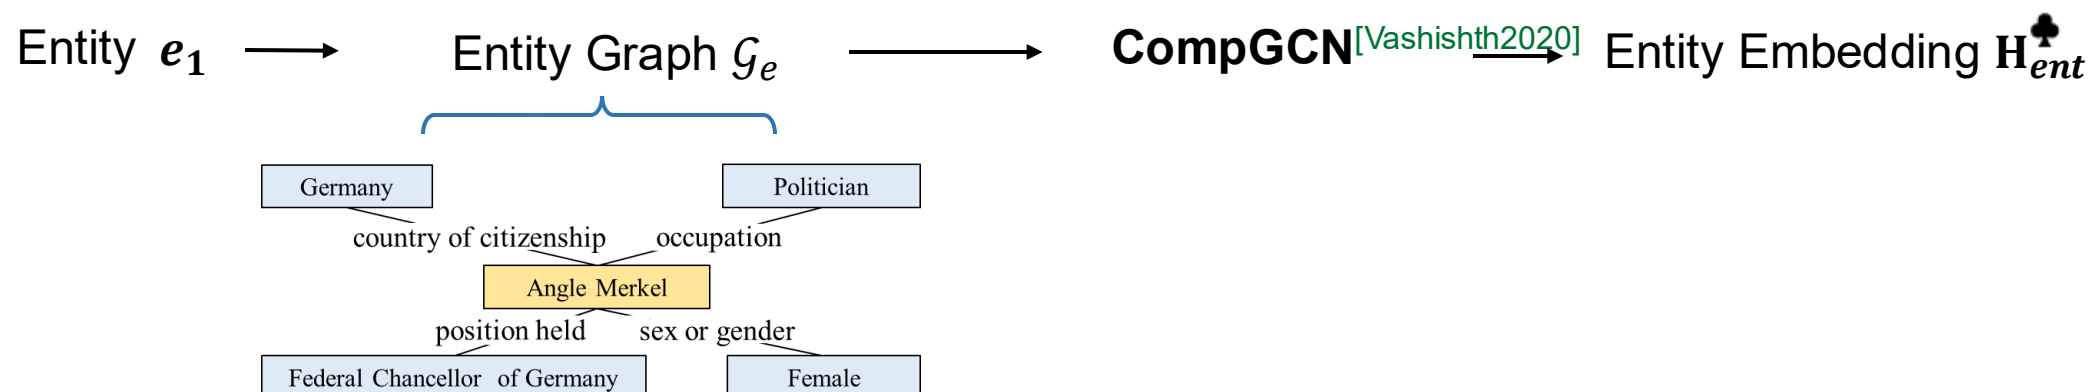 Entity e₁ → Entity Graph 𝒢ₑ → CompGCN[Vashishth2020] → Entity Embedding H♣ₑₙₜ
Germany Politician
country of citizenship occupation
Angle Merkel
position held sex or gender
Federal Chancellor of Germany Female